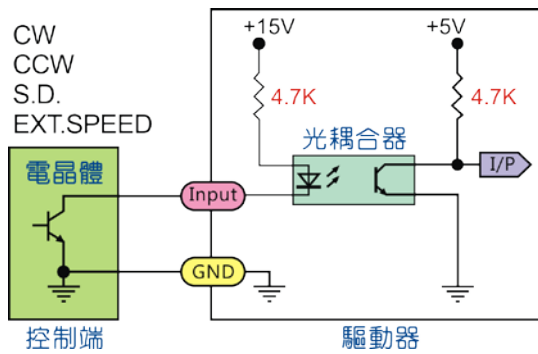 CW
CCW
S.D.
EXT.SPEED
+15V
+5V
4.7K
4.7K
光耦合器
I/P
電晶體
Input
GND
控制端
驅動器